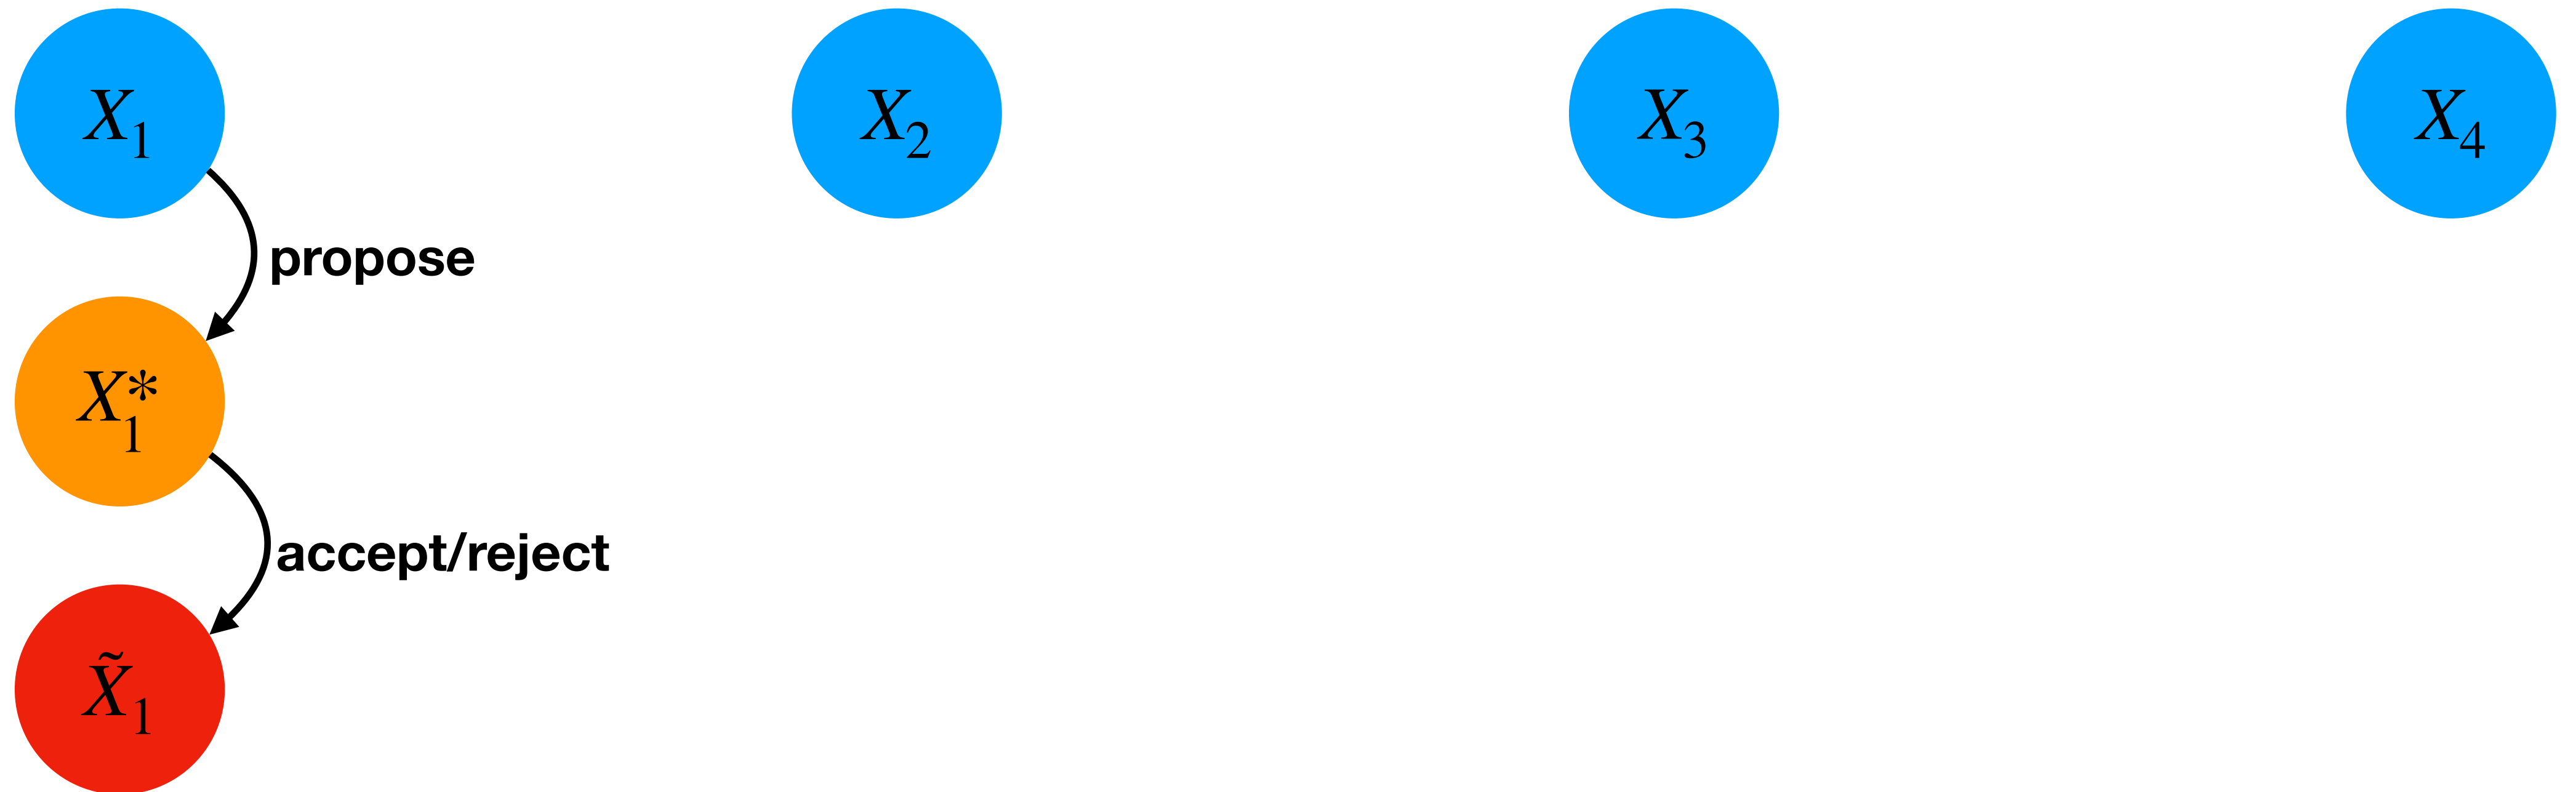 X₁ X₂ X₃ X₄
propose
X₁*
accept/reject
X̃₁